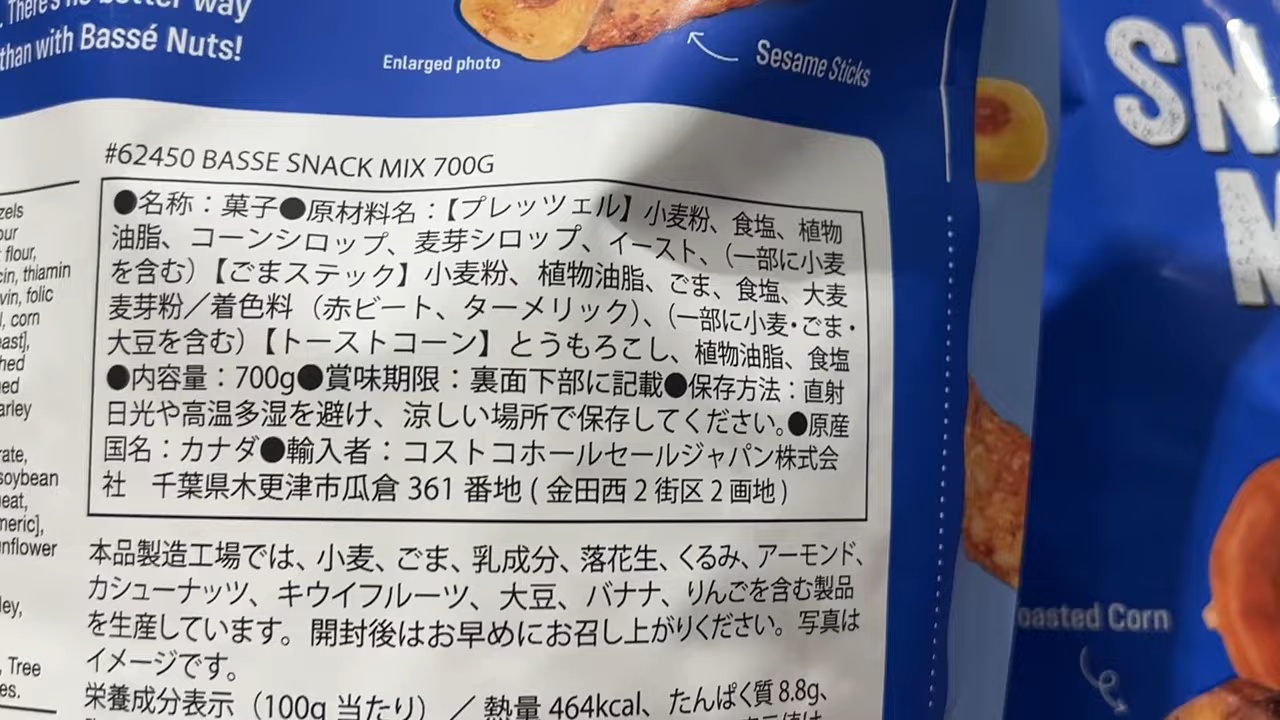 . There's no better way
than with Bassé Nuts!
Enlarged photo
Sesame Sticks
#62450 BASSE SNACK MIX 700G
●名称：菓子●原材料名：【プレッツェル】小麦粉、食塩、植物
油脂、コーンシロップ、麦芽シロップ、イースト、（一部に小麦
を含む）【ごまスティック】小麦粉、植物油脂、ごま、食塩、大麦
麦芽粉／着色料（赤ビート、ターメリック）、（一部に小麦・ごま・
大豆を含む）【トーストコーン】とうもろこし、植物油脂、食塩
●内容量：700g●賞味期限：裏面下部に記載●保存方法：直射
日光や高温多湿を避け、涼しい場所で保存してください。●原産
国名：カナダ●輸入者：コストコホールセールジャパン株式会
社 千葉県木更津市瓜倉 361 番地 ( 金田西 2 街区 2 画地 )
本品製造工場では、小麦、ごま、乳成分、落花生、くるみ、アーモンド、
カシューナッツ、キウイフルーツ、大豆、バナナ、りんごを含む製品
を生産しています。開封後はお早めにお召し上がりください。写真は
イメージです。
栄養成分表示（100g 当たり）／ 熱量 464kcal、たんぱく質 8.8g、
flour,
cin, thiamin
folic
corn
soybean
Tree
SN
M
oasted Corn